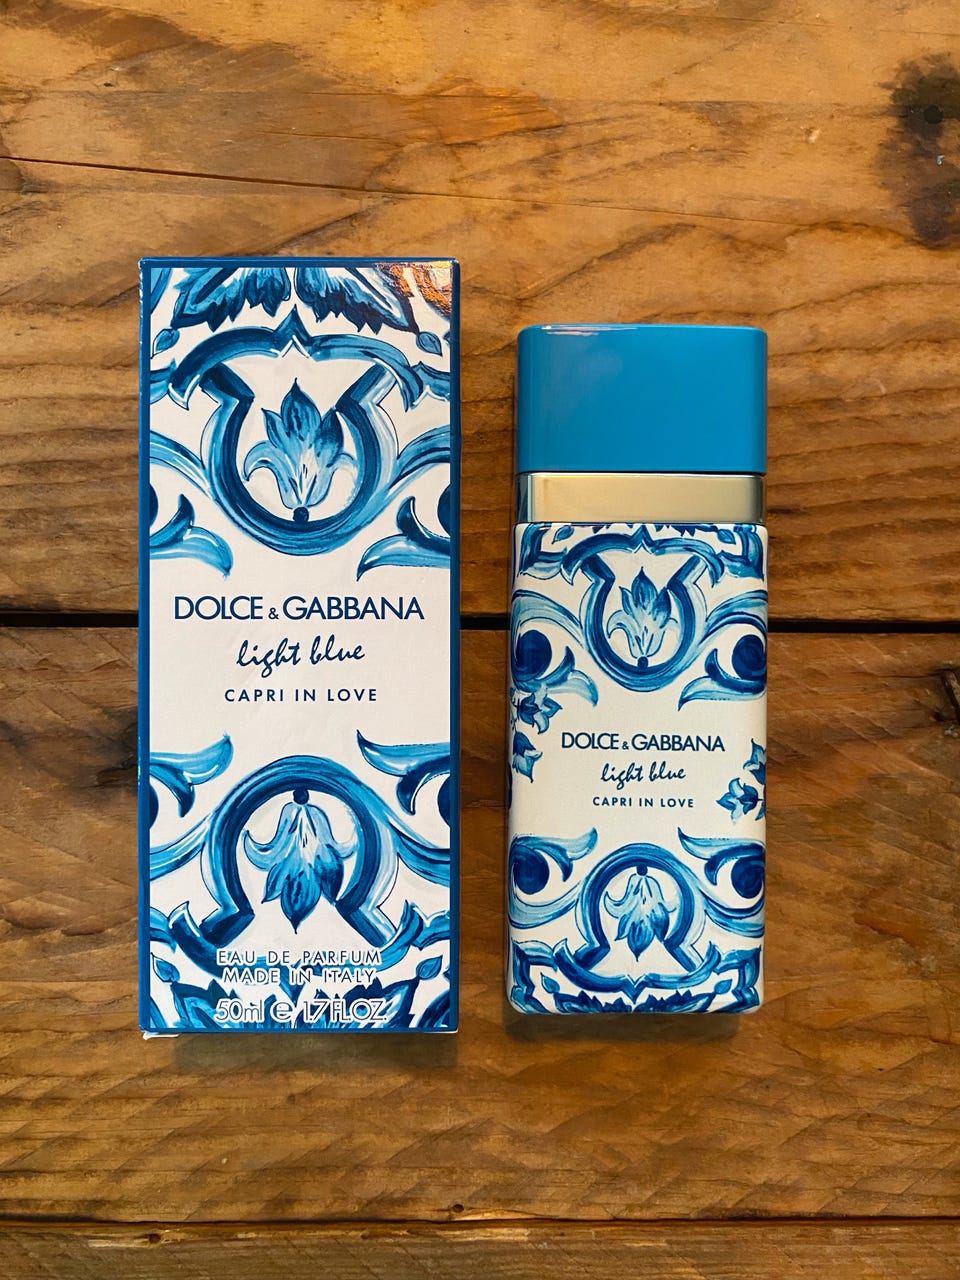 DOLCE & GABBANA
light blue
CAPRI IN LOVE
EAU DE PARFUM
MADE IN ITALY
50ml e 1.7 FL.OZ.
DOLCE & GABBANA
light blue
CAPRI IN LOVE